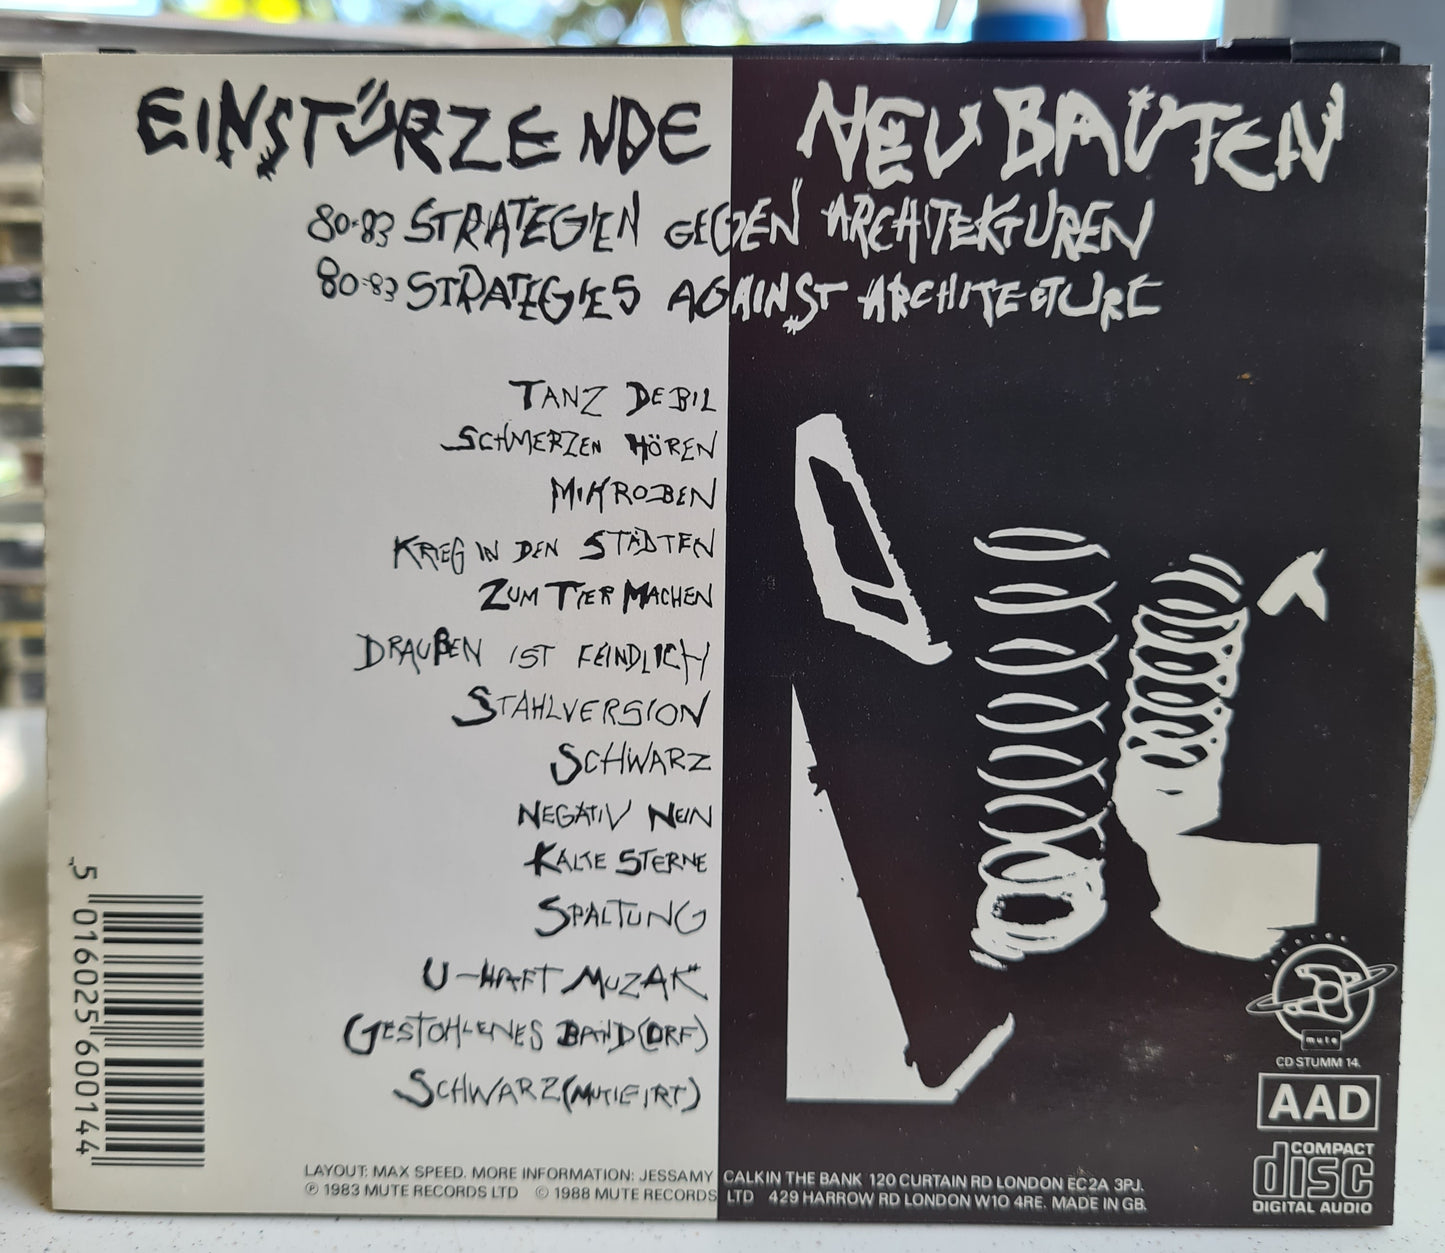 EINSTÜRZENDE NEUBAUTEN
80-83 STRATEGIEN GEGEN ARCHITEKTUREN
80-83 STRATEGIES AGAINST ARCHITECTURE
TANZ DEBIL
SCHMERZEN HÖREN
MIKROBEN
KRIEG IN DEN STÄDTEN
ZUM TIER MACHEN
DRAUßEN IST FEINDLICH
STAHLVERSION
SCHWARZ
NEGATIV NEIN
KALTE STERNE
SPALTUNG
U-HAFT MUZAK
GESTOHLENES BAND (ORF)
SCHWARZ (MUTIERT)
5 016025 600144
mute
CD STUMM 14.
AAD
COMPACT
disc
DIGITAL AUDIO
LAYOUT: MAX SPEED. MORE INFORMATION: JESSAMY CALKIN THE BANK 120 CURTAIN RD LONDON EC2A 3PJ.
℗ 1983 MUTE RECORDS LTD © 1988 MUTE RECORDS LTD 429 HARROW RD LONDON W10 4RE. MADE IN GB.